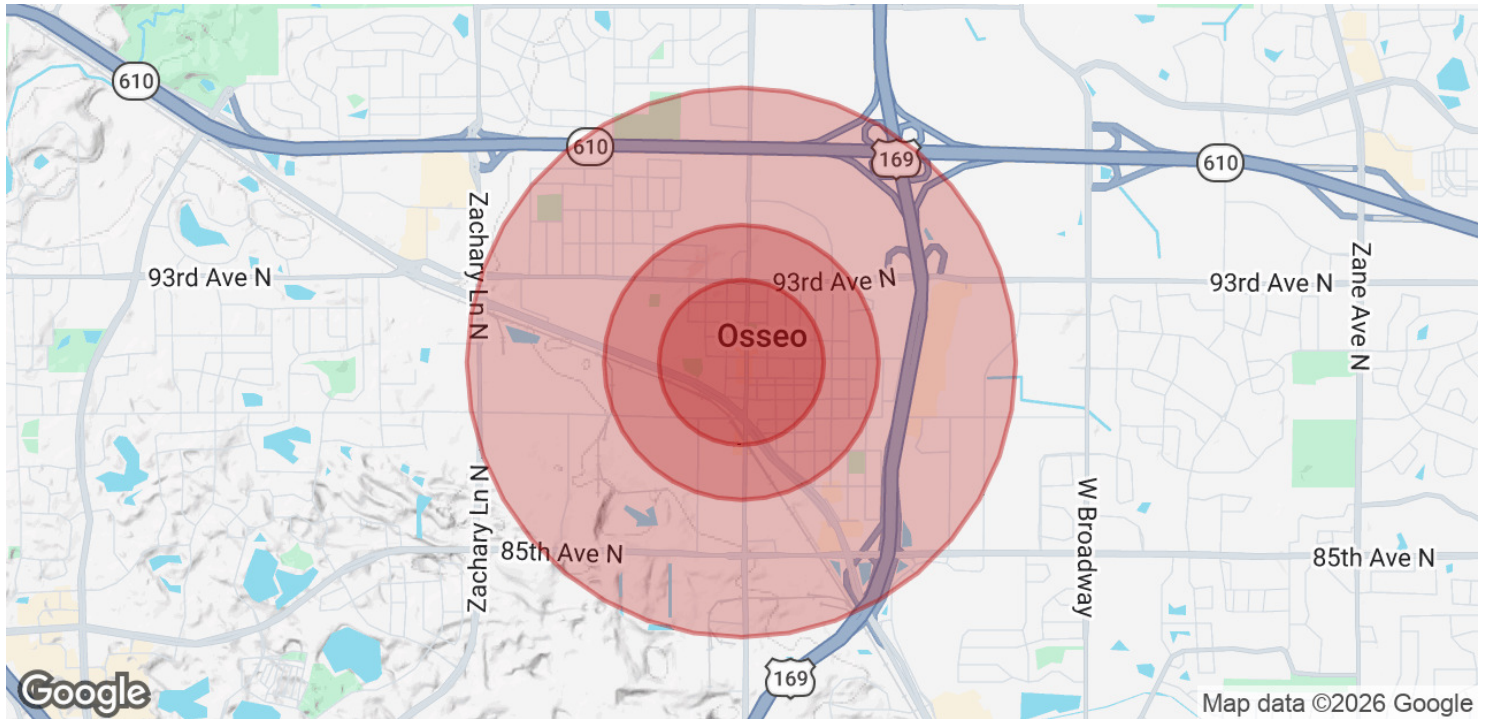 610
610
169
610
Zachary Ln N
93rd Ave N
93rd Ave N
93rd Ave N
Zane Ave N
Osseo
Zachary Ln N
W Broadway
85th Ave N
85th Ave N
169
Google
Map data ©2026 Google